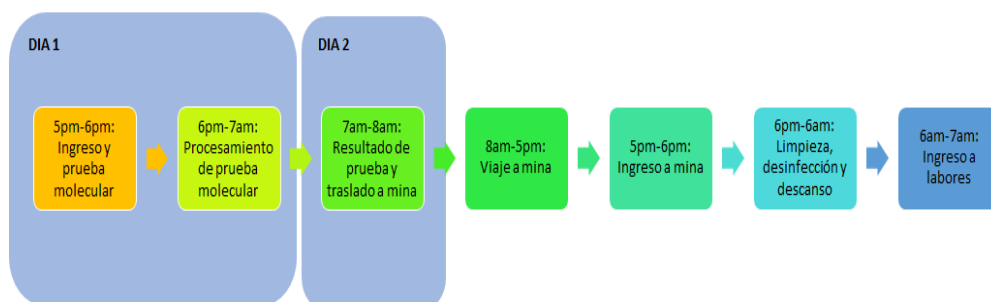 DIA 1
DIA 2
5pm-6pm:
Ingreso y
prueba
molecular
6pm-7am:
Procesamiento
de prueba
molecular
7am-8am:
Resultado de
prueba y
traslado a mina
8am-5pm:
Viaje a mina
5pm-6pm:
Ingreso a mina
6pm-6am:
Limpieza,
desinfección y
descanso
6am-7am:
Ingreso a
labores